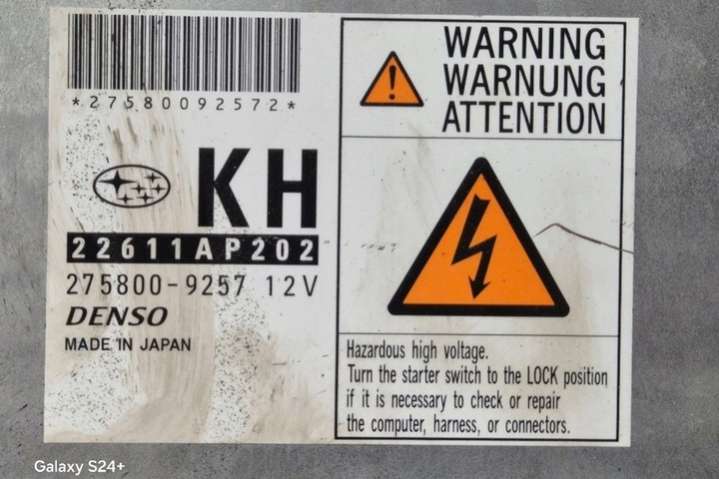 *27580092572*
KH
22611AP202
275800-9257 12V
DENSO
MADE IN JAPAN
WARNING
WARNUNG
ATTENTION
Hazardous high voltage.
Turn the starter switch to the LOCK position
if it is necessary to check or repair
the computer, harness, or connectors.
Galaxy S24+